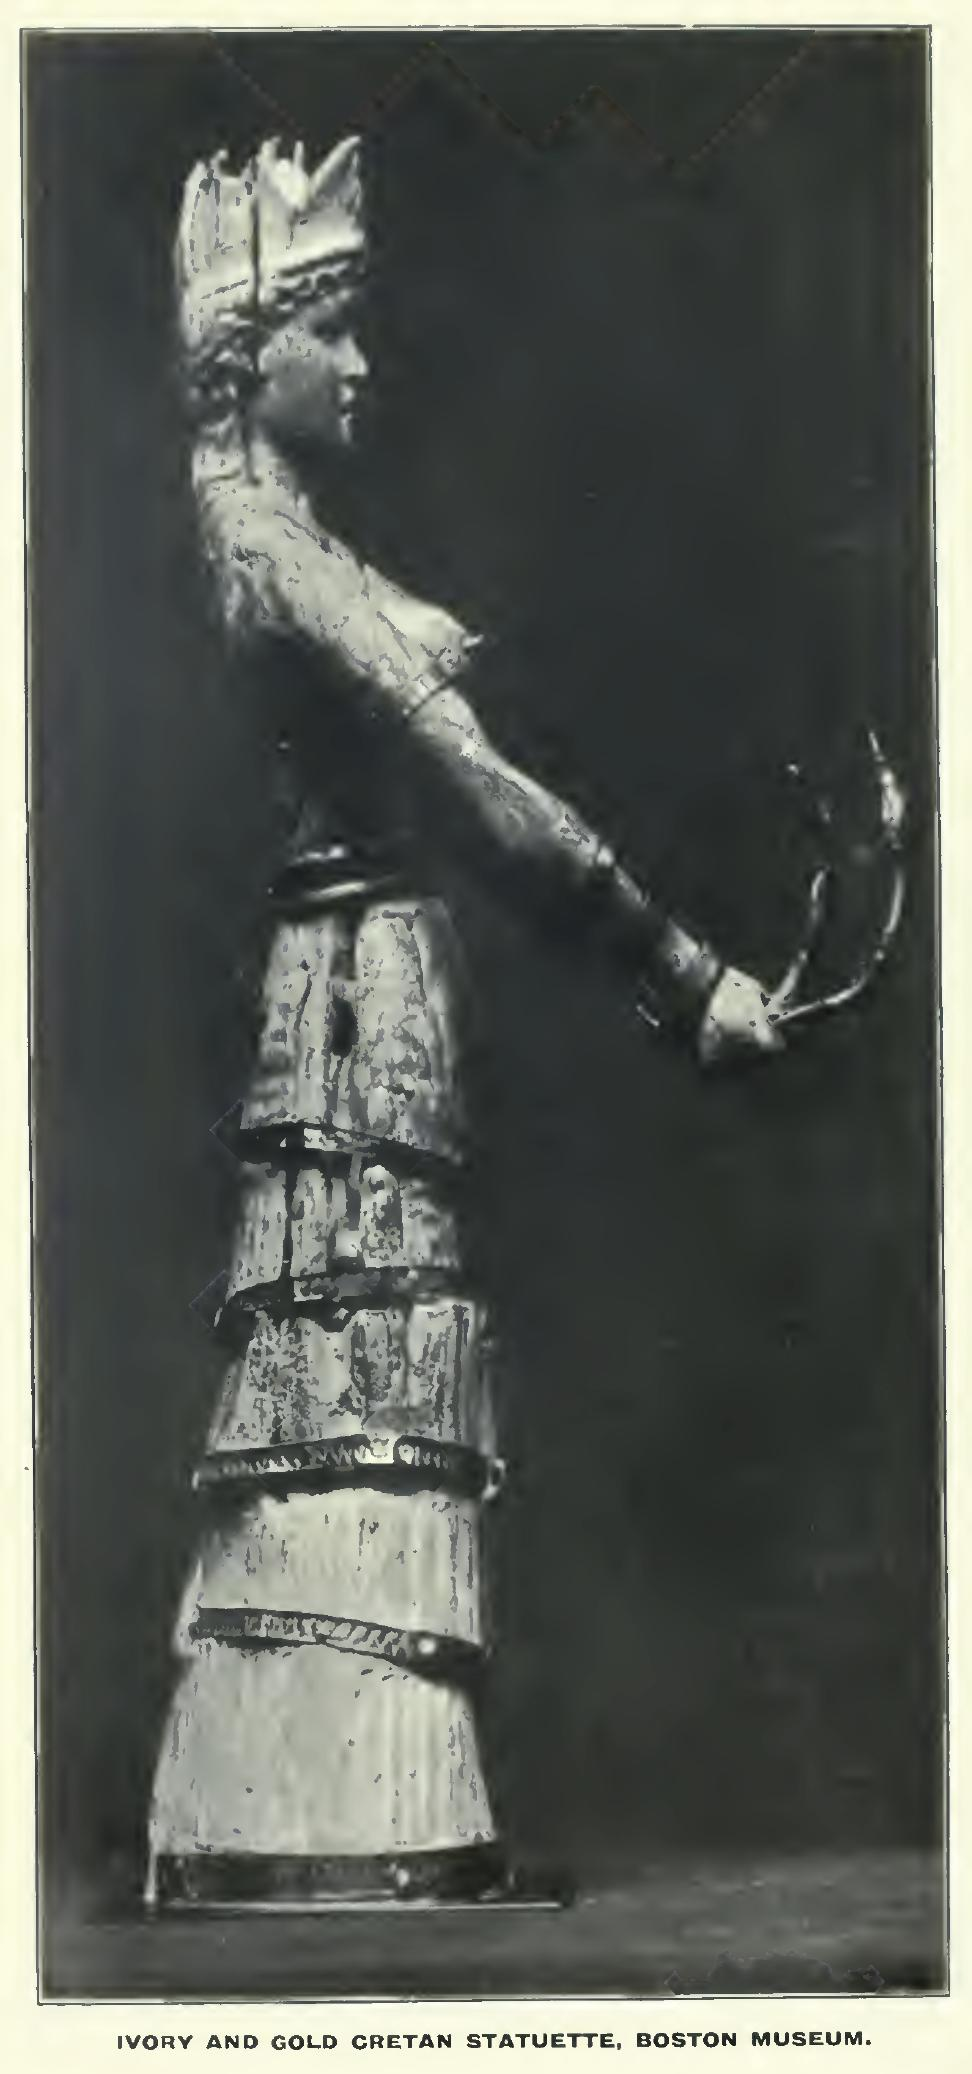 IVORY AND GOLD CRETAN STATUETTE, BOSTON MUSEUM.